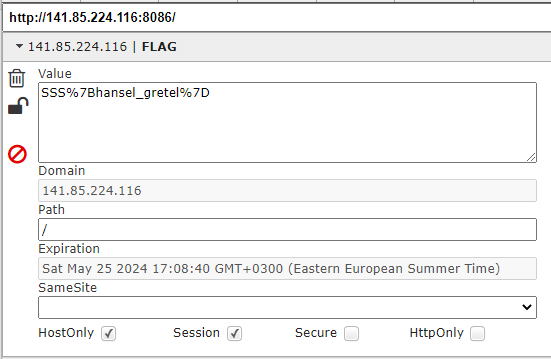 http://141.85.224.116:8086/
141.85.224.116 | FLAG
Value
SSS%7Bhansel_gretel%7D
Domain
141.85.224.116
Path
/
Expiration
Sat May 25 2024 17:08:40 GMT+0300 (Eastern European Summer Time)
SameSite
HostOnly Session Secure HttpOnly